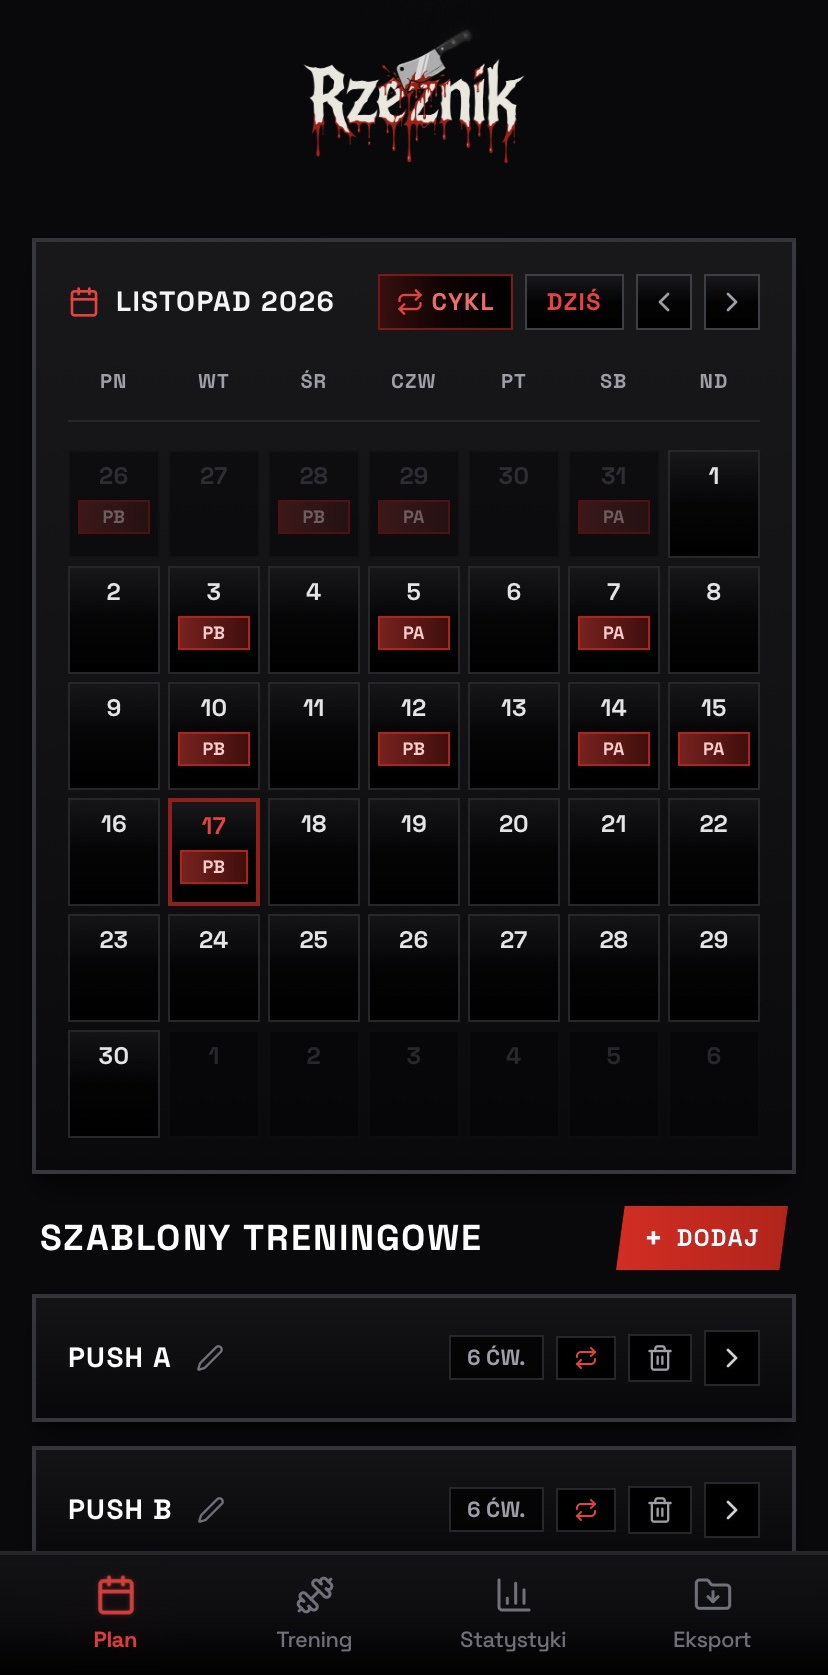 Rzeźnik
LISTOPAD 2026 CYKL DZIŚ
PN WT ŚR CZW PT SB ND
26 27 28 29 30 31 1
PB PB PA PA
2 3 4 5 6 7 8
PB PA PA
9 10 11 12 13 14 15
PB PB PA PA
16 17 18 19 20 21 22
PB
23 24 25 26 27 28 29
30 1 2 3 4 5 6
SZABLONY TRENINGOWE + DODAJ
PUSH A 6 ĆW.
PUSH B 6 ĆW.
Plan Trening Statystyki Eksport